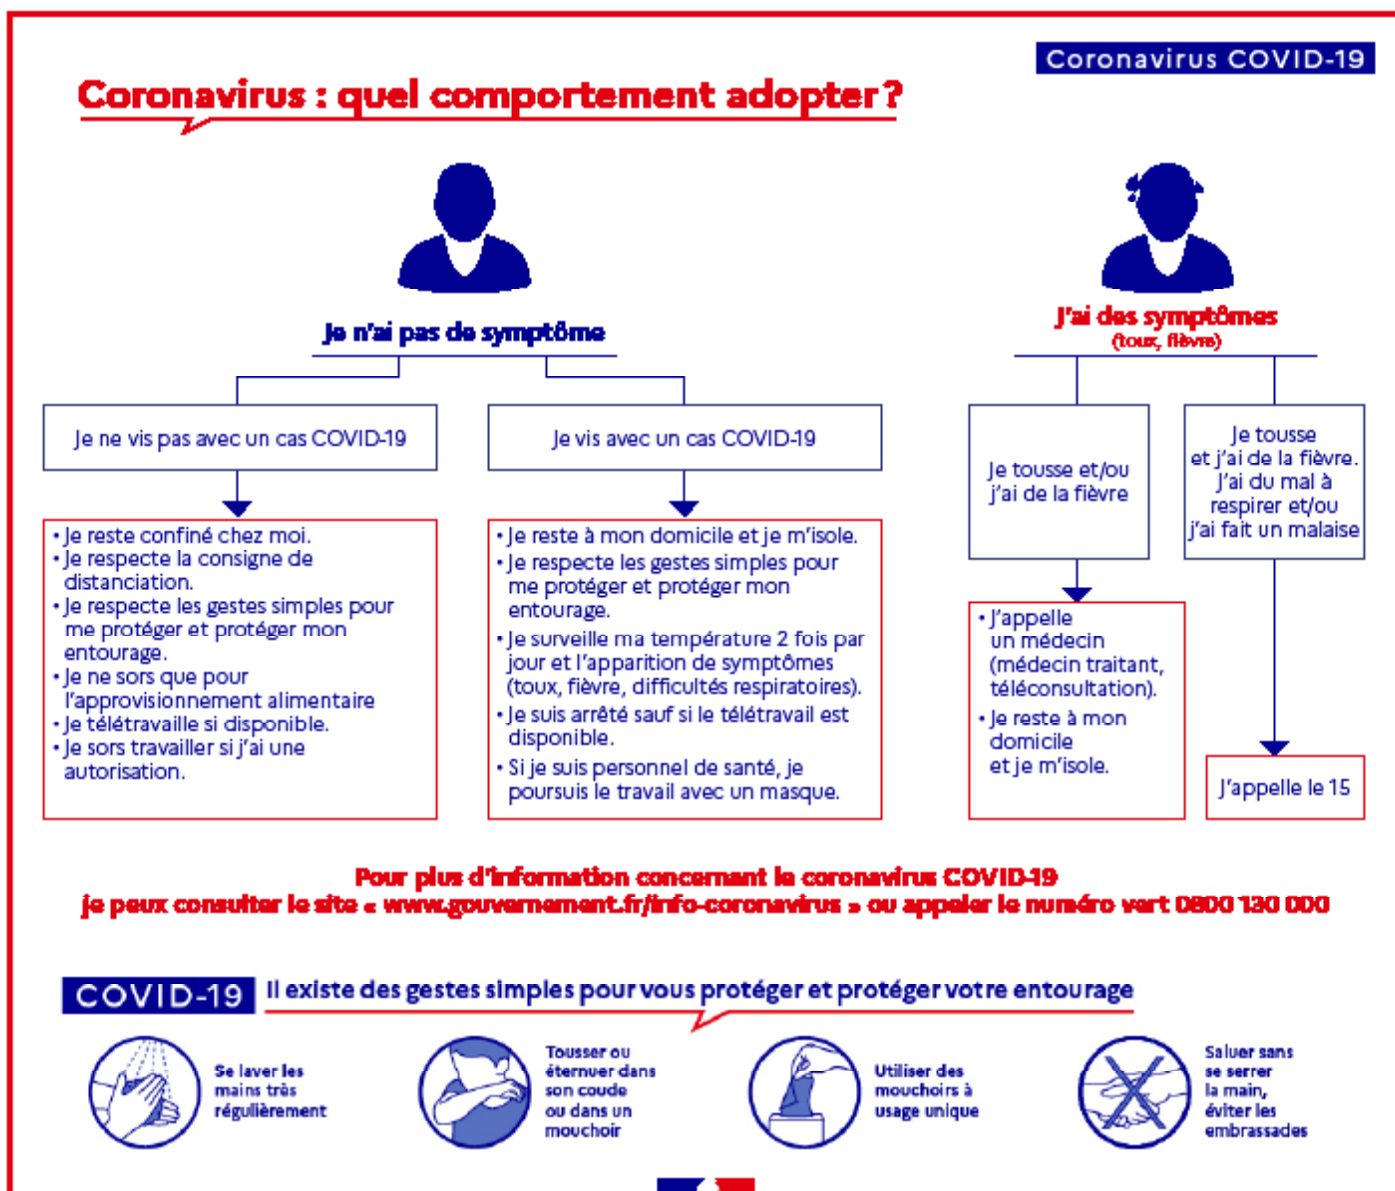 Coronavirus COVID-19
Coronavirus : quel comportement adopter ?
Je n'ai pas de symptôme
J'ai des symptômes
(toux, fièvre)
Je ne vis pas avec un cas COVID-19
Je vis avec un cas COVID-19
Je tousse et/ou
j'ai de la fièvre
Je tousse
et j'ai de la fièvre.
J'ai du mal à
respirer et/ou
j'ai fait un malaise
• Je reste confiné chez moi.
• Je respecte la consigne de
distanciation.
• Je respecte les gestes simples pour
me protéger et protéger mon
entourage.
• Je ne sors que pour
l'approvisionnement alimentaire
• Je télétravaille si disponible.
• Je sors travailler si j'ai une
autorisation.
• Je reste à mon domicile et je m'isole.
• Je respecte les gestes simples pour
me protéger et protéger mon
entourage.
• Je surveille ma température 2 fois par
jour et l'apparition de symptômes
(toux, fièvre, difficultés respiratoires).
• Je suis arrêté sauf si le télétravail est
disponible.
• Si je suis personnel de santé, je
poursuis le travail avec un masque.
• J'appelle
un médecin
(médecin traitant,
téléconsultation).
• Je reste à mon
domicile
et je m'isole.
J'appelle le 15
Pour plus d'information concernant le coronavirus COVID-19
je peux consulter le site « www.gouvernement.fr/info-coronavirus » ou appeler le numéro vert 0800 130 000
COVID-19
Il existe des gestes simples pour vous protéger et protéger votre entourage
Se laver les
mains très
régulièrement
Tousser ou
éternuer dans
son coude
ou dans un
mouchoir
Utiliser des
mouchoirs à
usage unique
Saluer sans
se serrer
la main,
éviter les
embrassades